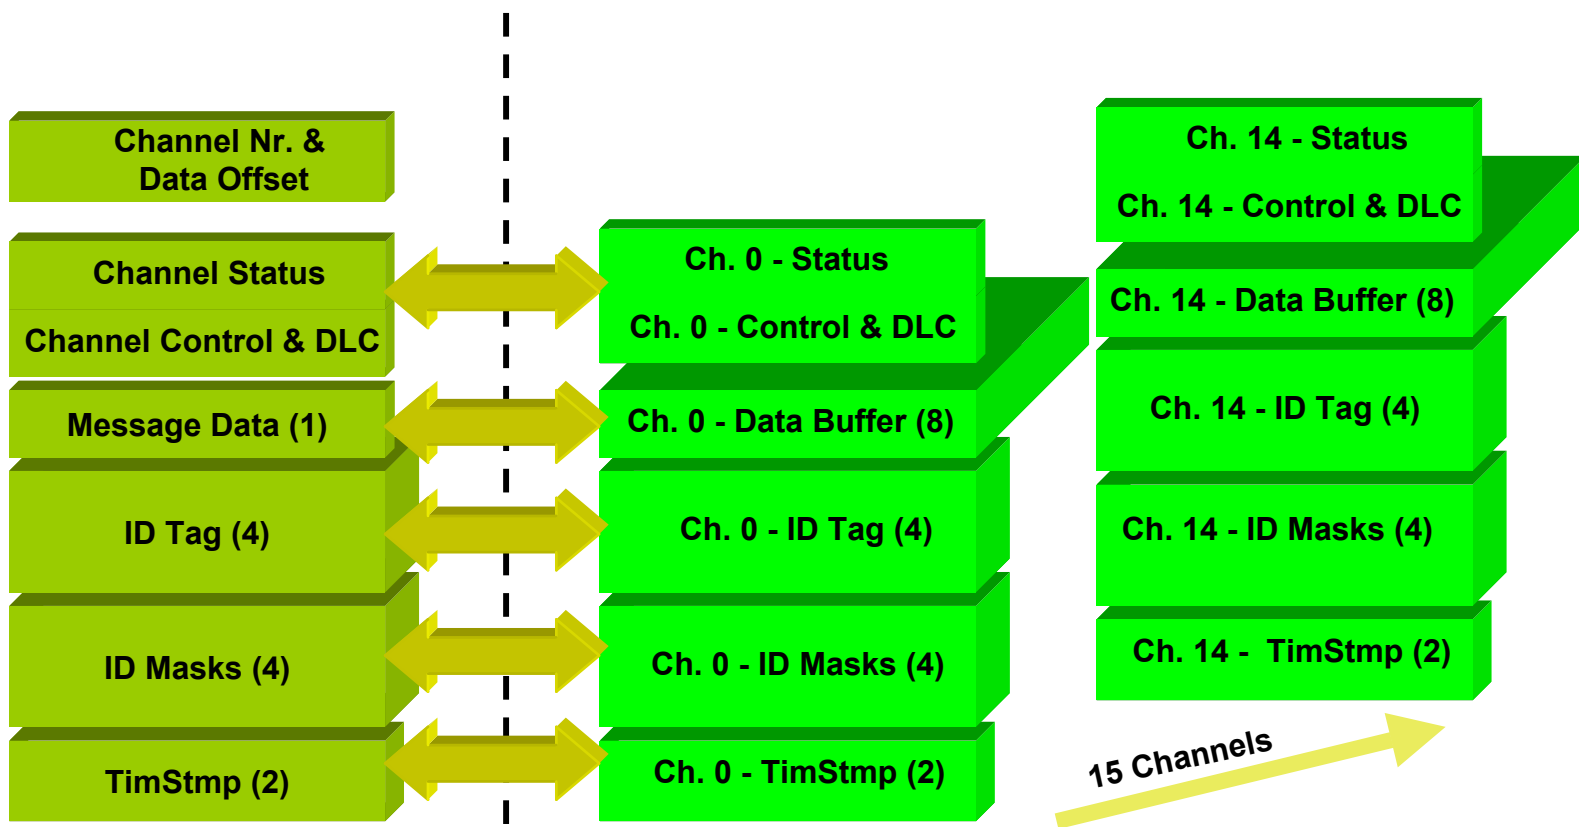 Channel Nr. &
Data Offset
Channel Status
Channel Control & DLC
Message Data (1)
ID Tag (4)
ID Masks (4)
TimStmp (2)
Ch. 0 - Status
Ch. 0 - Control & DLC
Ch. 0 - Data Buffer (8)
Ch. 0 - ID Tag (4)
Ch. 0 - ID Masks (4)
Ch. 0 - TimStmp (2)
Ch. 14 - Status
Ch. 14 - Control & DLC
Ch. 14 - Data Buffer (8)
Ch. 14 - ID Tag (4)
Ch. 14 - ID Masks (4)
Ch. 14 - TimStmp (2)
15 Channels